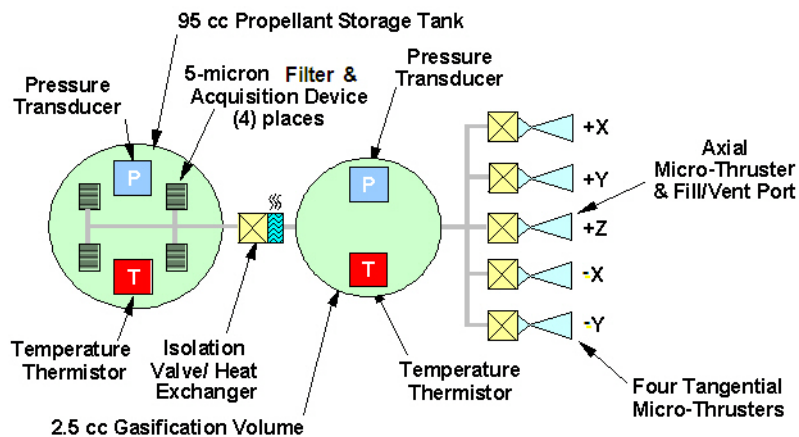 95 cc Propellant Storage Tank
Pressure
Transducer
5-micron Filter &
Acquisition Device
(4) places
Pressure
Transducer
P
T
P
T
+X
+Y
+Z
-X
-Y
Axial
Micro-Thruster
& Fill/Vent Port
Temperature
Thermistor
Isolation
Valve/ Heat
Exchanger
2.5 cc Gasification Volume
Temperature
Thermistor
Four Tangential
Micro-Thrusters